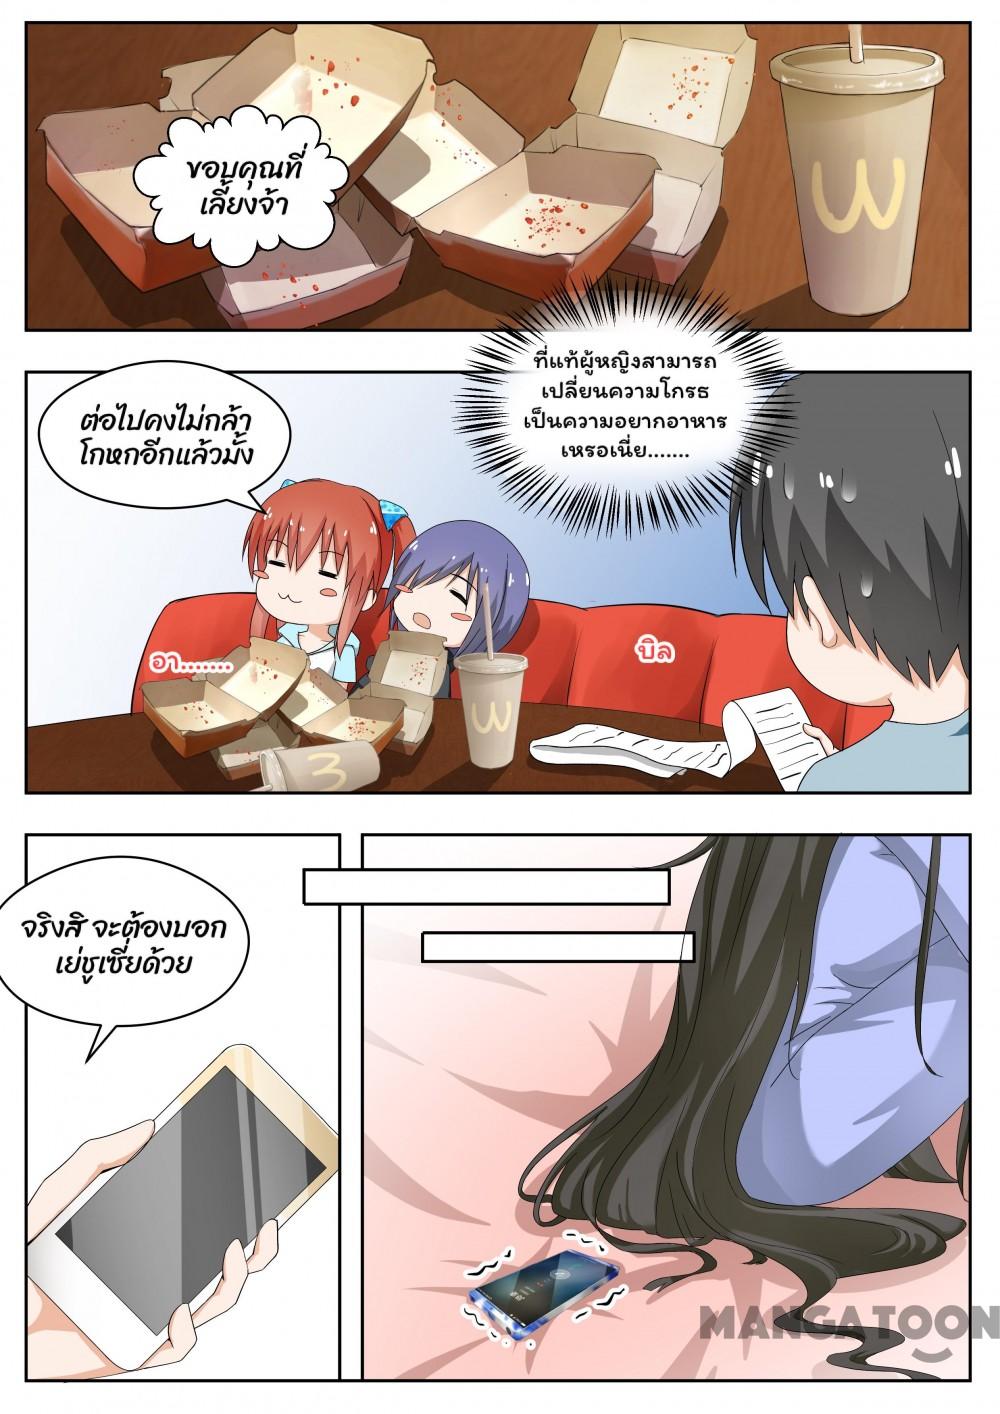 ขอบคุณที่
เลี้ยงจ้า
W
ที่แท้ผู้หญิงสามารถ
เปลี่ยนความโกรธ
เป็นความอยากอาหาร
เหรอเนี่ย.......
ต่อไปคงไม่กล้า
โกหกอีกแล้วมั้ง
อา........
บิล
W
3
จริงสิ จะต้องบอก
เย่ชูเซี่ยด้วย
MANGATOON